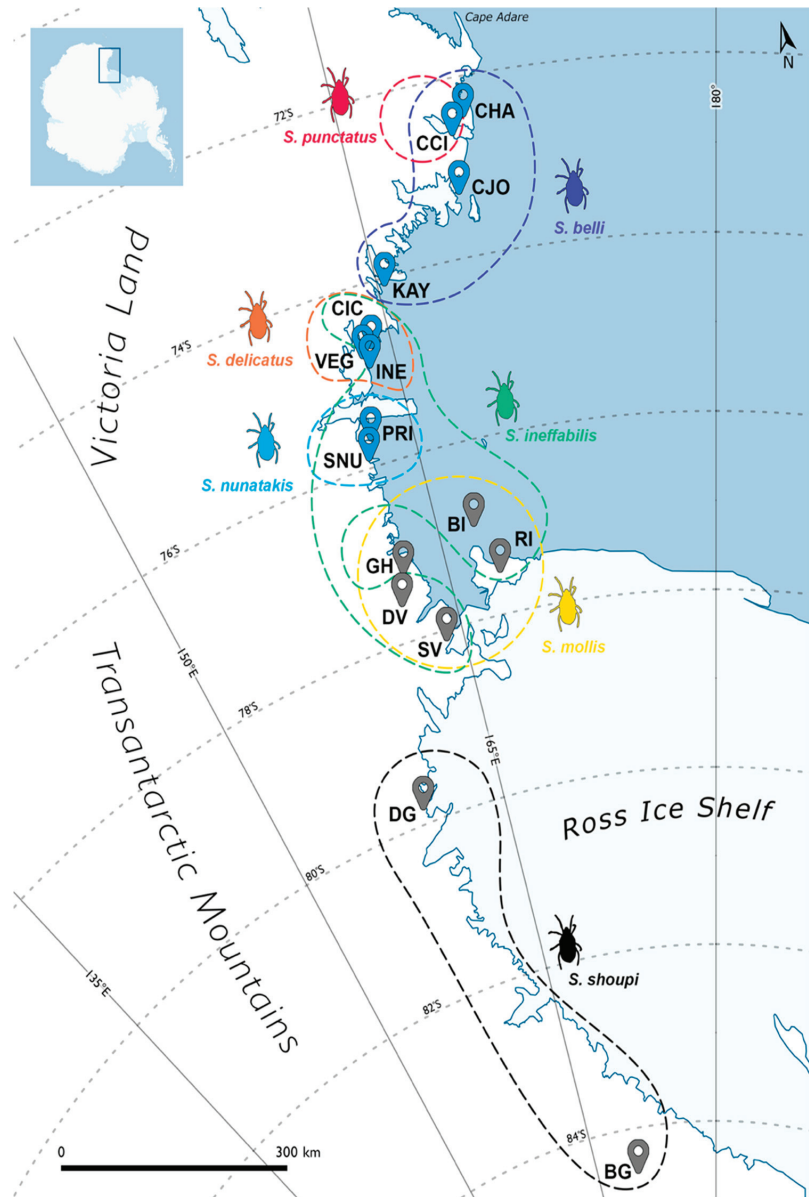 Cape Adare
N
180°
72°S
CHA
S. punctatus
CCI
CJO
S. belli
KAY
Victoria Land
CIC
74°S
S. delicatus
VEG
INE
S. ineffabilis
PRI
SNU
S. nunatakis
BI
RI
76°S
GH
DV
SV
S. mollis
150°E
Transantarctic Mountains
78°S
165°E
DG
Ross Ice Shelf
80°S
S. shoupi
135°E
82°S
84°S
0
300 km
BG